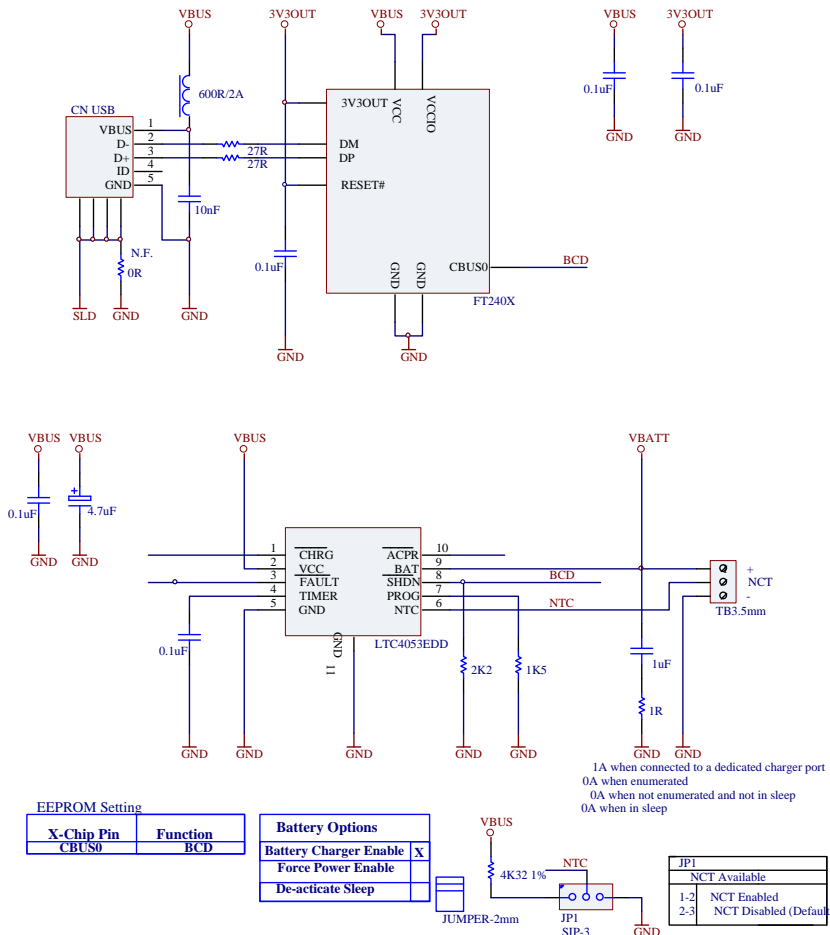 VBUS
3V3OUT
VBUS
3V3OUT
VBUS
3V3OUT
600R/2A
0.1uF
0.1uF
GND
GND
CN USB
VBUS
D-
D+
ID
GND
1
2
3
4
5
27R
27R
10nF
3V3OUT
VCC
VCCIO
DM
DP
RESET#
GND
GND
CBUS0
BCD
FT240X
N.F.
0R
0.1uF
SLD
GND
GND
GND
GND
VBUS
VBUS
VBUS
VBATT
0.1uF
4.7uF
GND
GND
1
2
3
4
5
CHRG
VCC
FAULT
TIMER
GND
ACPR
BAT
SHDN
PROG
NTC
10
9
8
7
6
GND
11
LTC4053EDD
BCD
NTC
+
NCT
-
TB3.5mm
0.1uF
2K2
1K5
1uF
1R
GND
GND
GND
GND
GND
GND
GND
1A when connected to a dedicated charger port
0A when enumerated
0A when not enumerated and not in sleep
0A when in sleep
EEPROM Setting
X-Chip Pin Function
CBUS0 BCD
Battery Options
Battery Charger Enable X
Force Power Enable
De-acticate Sleep
JUMPER-2mm
VBUS
4K32 1%
NTC
JP1
SIP-3
GND
JP1
NCT Available
1-2 NCT Enabled
2-3 NCT Disabled (Default